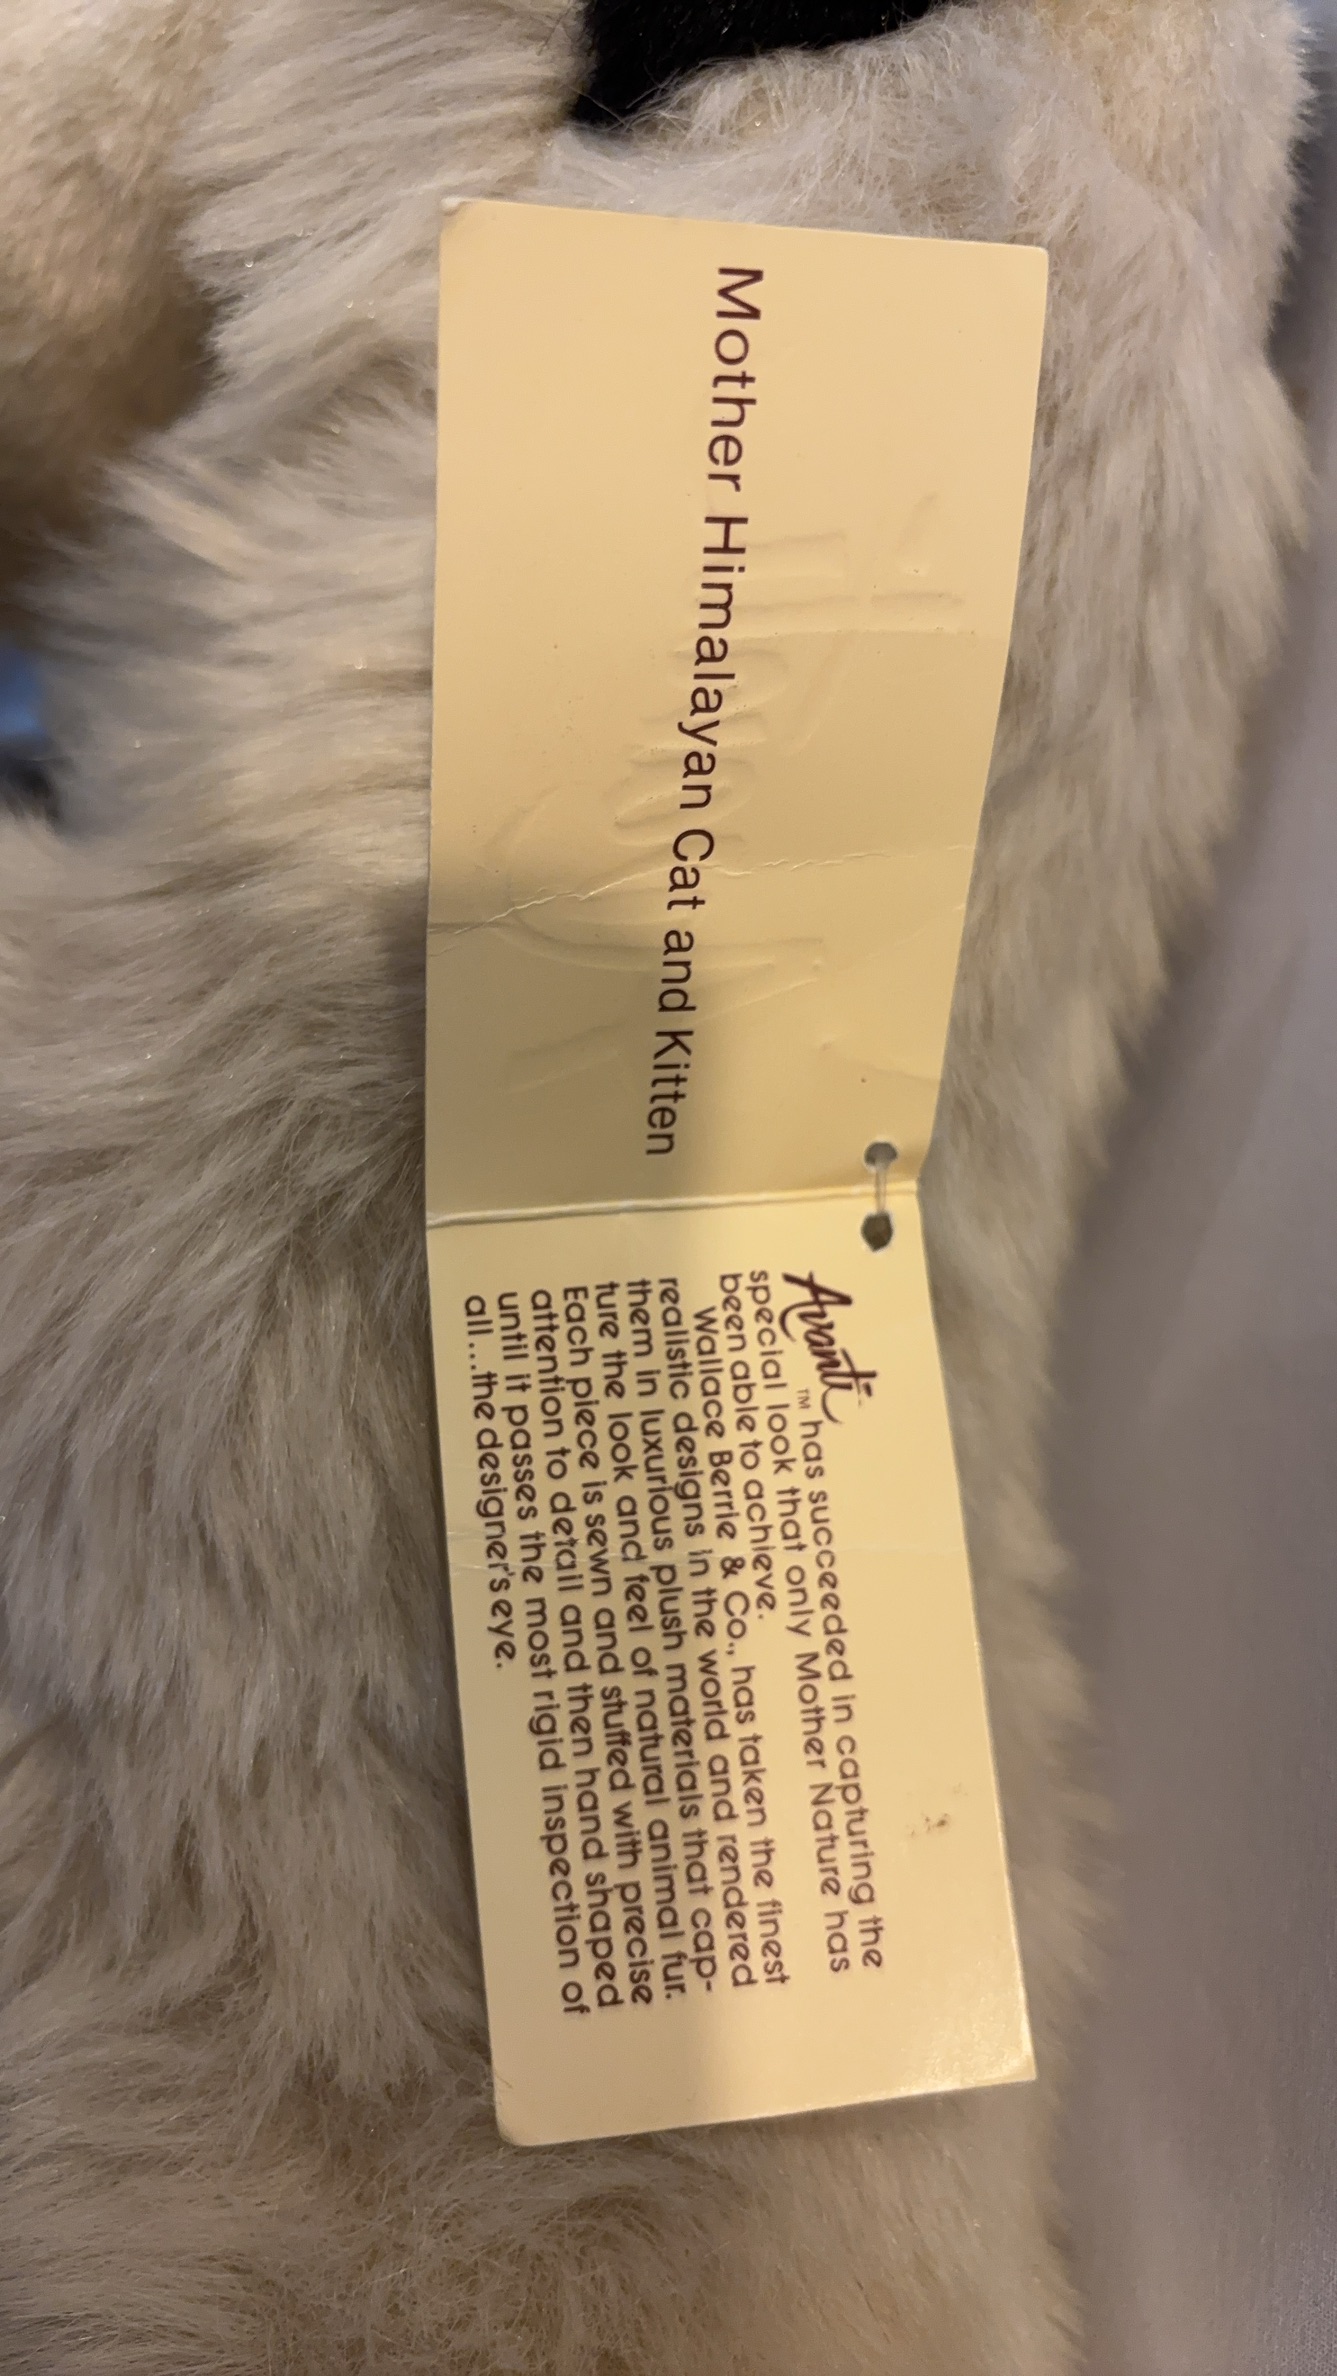 Mother Himalayan Cat and Kitten
Avanti™ has succeeded in capturing the
special look that only Mother Nature has
been able to achieve.
Wallace Berrie & Co., has taken the finest
realistic designs in the world and rendered
them in luxurious plush materials that cap-
ture the look and feel of natural animal fur.
Each piece is sewn and stuffed with precise
attention to detail and then hand shaped
until it passes the most rigid inspection of
all...the designer's eye.